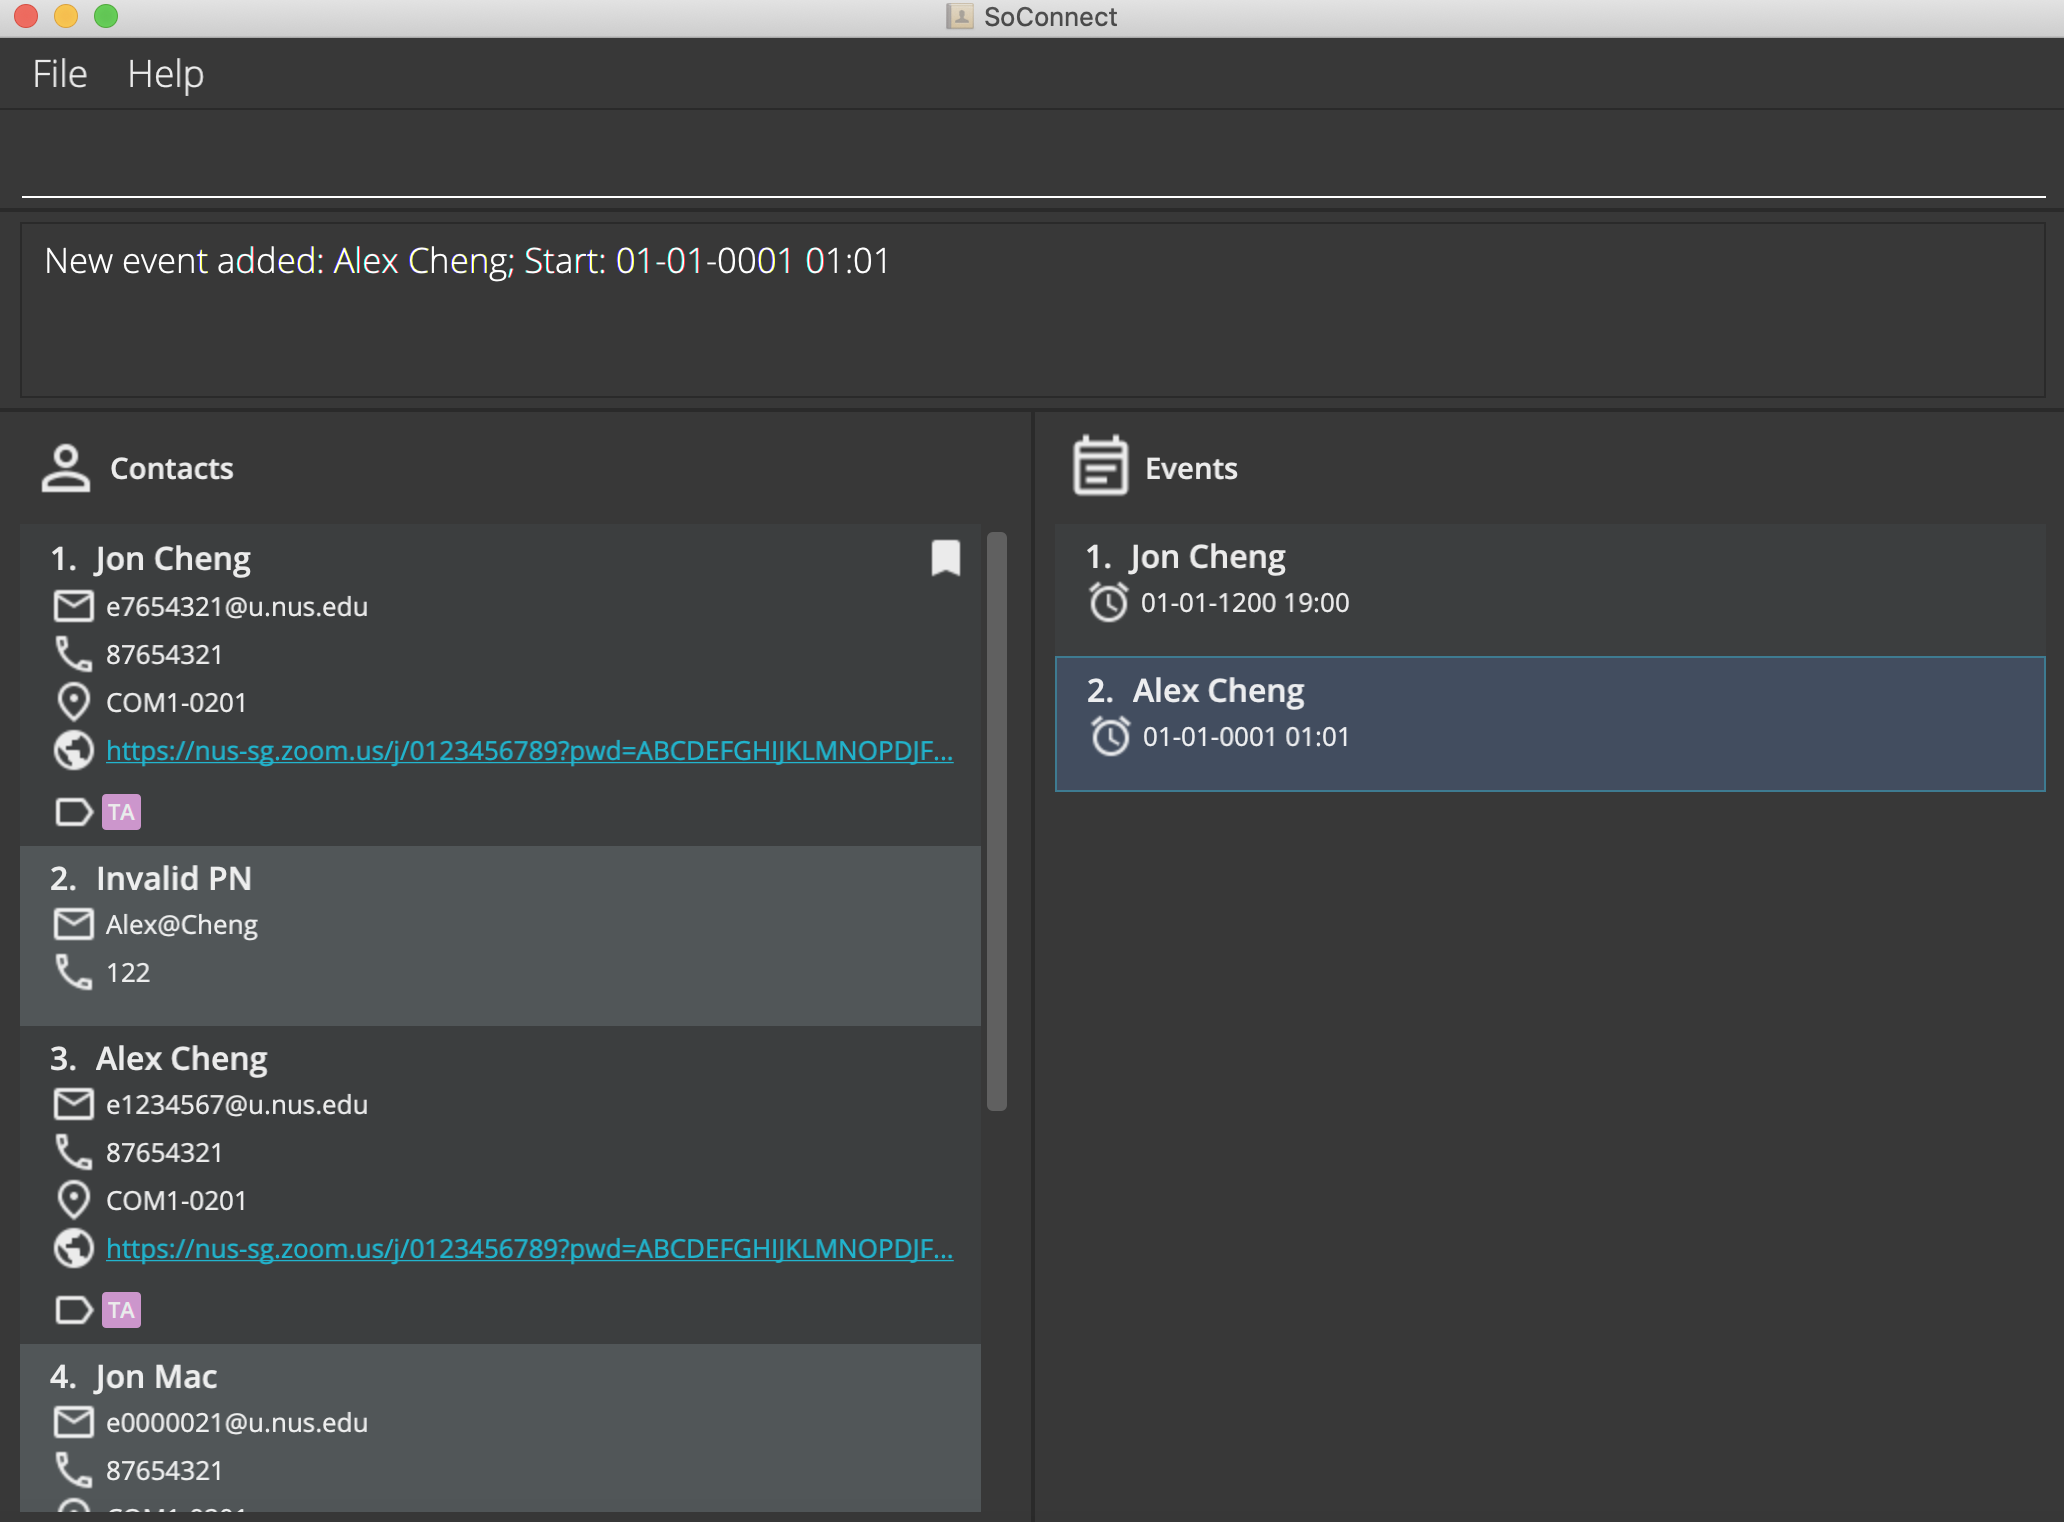 SoConnect
File Help
New event added: Alex Cheng; Start: 01-01-0001 01:01
Contacts
1. Jon Cheng
e7654321@u.nus.edu
87654321
COM1-0201
https://nus-sg.zoom.us/j/0123456789?pwd=ABCDEFGHIJKLMNOPDJF...
TA
2. Invalid PN
Alex@Cheng
122
3. Alex Cheng
e1234567@u.nus.edu
87654321
COM1-0201
https://nus-sg.zoom.us/j/0123456789?pwd=ABCDEFGHIJKLMNOPDJF...
TA
4. Jon Mac
e0000021@u.nus.edu
87654321
Events
1. Jon Cheng
01-01-1200 19:00
2. Alex Cheng
01-01-0001 01:01